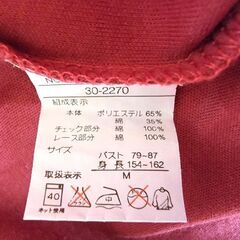 30-2270
組成表示
本体 ポリエステル 65%
綿 35%
チェック部分 綿 100%
レース部分 綿 100%
サイズ
バスト 79~87
身長 154~162
取扱表示 M
40
ネット使用